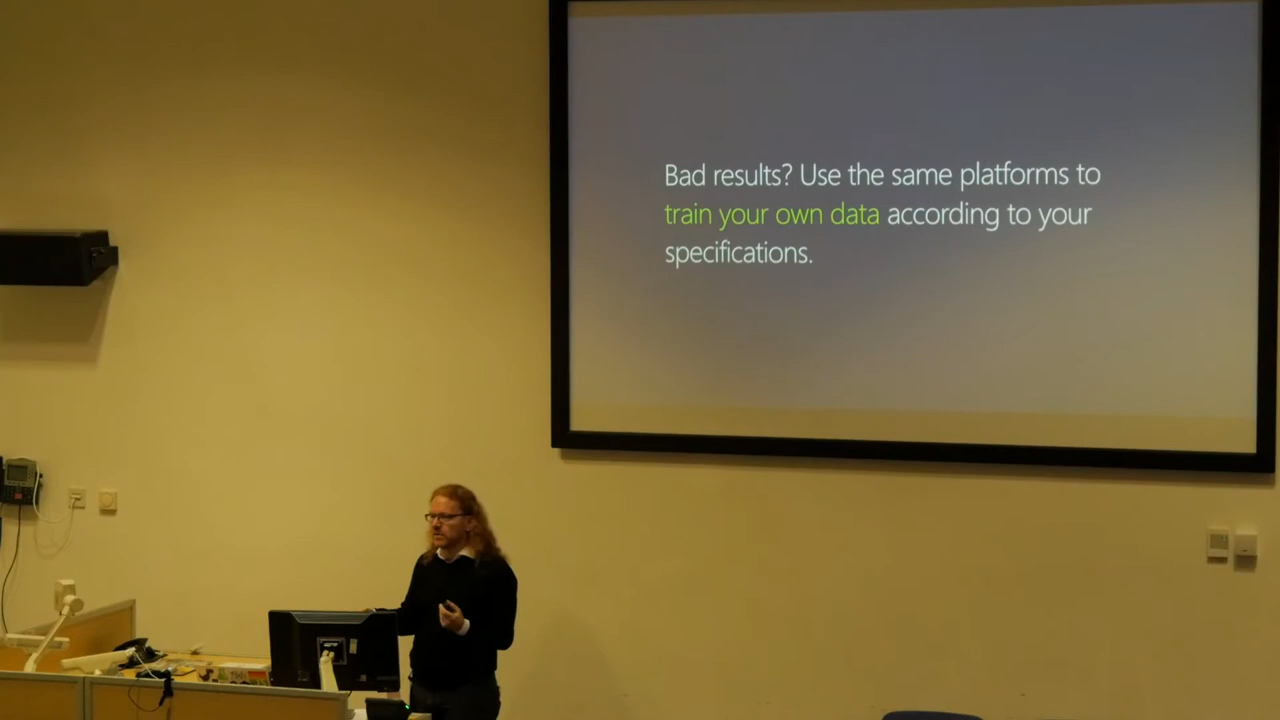 Bad results? Use the same platforms to
train your own data according to your
specifications.